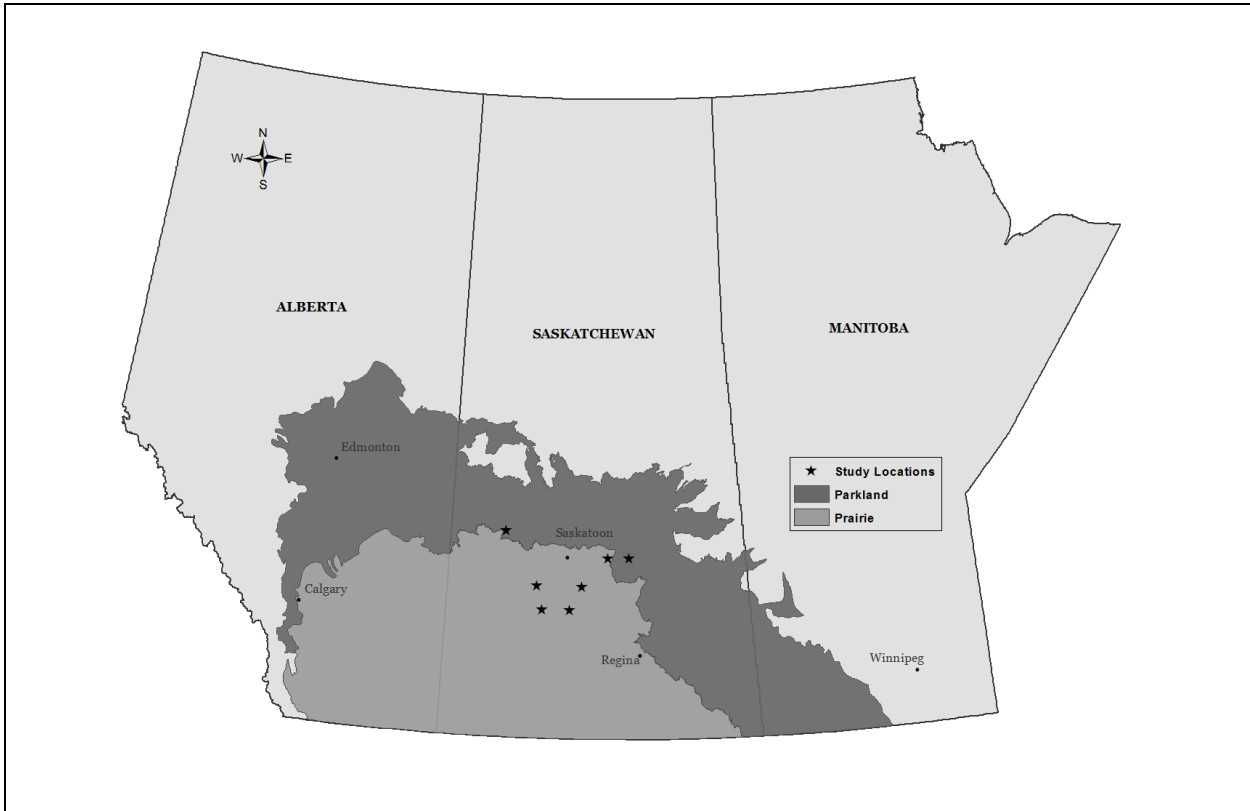 N
W E
S
ALBERTA
SASKATCHEWAN
MANITOBA
Edmonton
Study Locations
Parkland
Prairie
Saskatoon
Calgary
Regina
Winnipeg